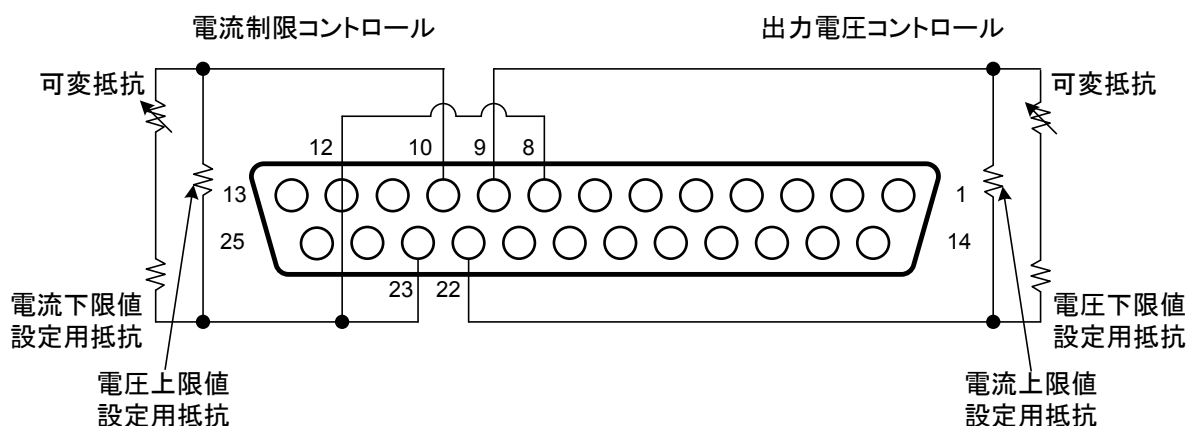 電流制限コントロール
出力電圧コントロール
可変抵抗
可変抵抗
12
10
9
8
13
1
25
14
23
22
電流下限値
設定用抵抗
電圧下限値
設定用抵抗
電圧上限値
設定用抵抗
電流上限値
設定用抵抗